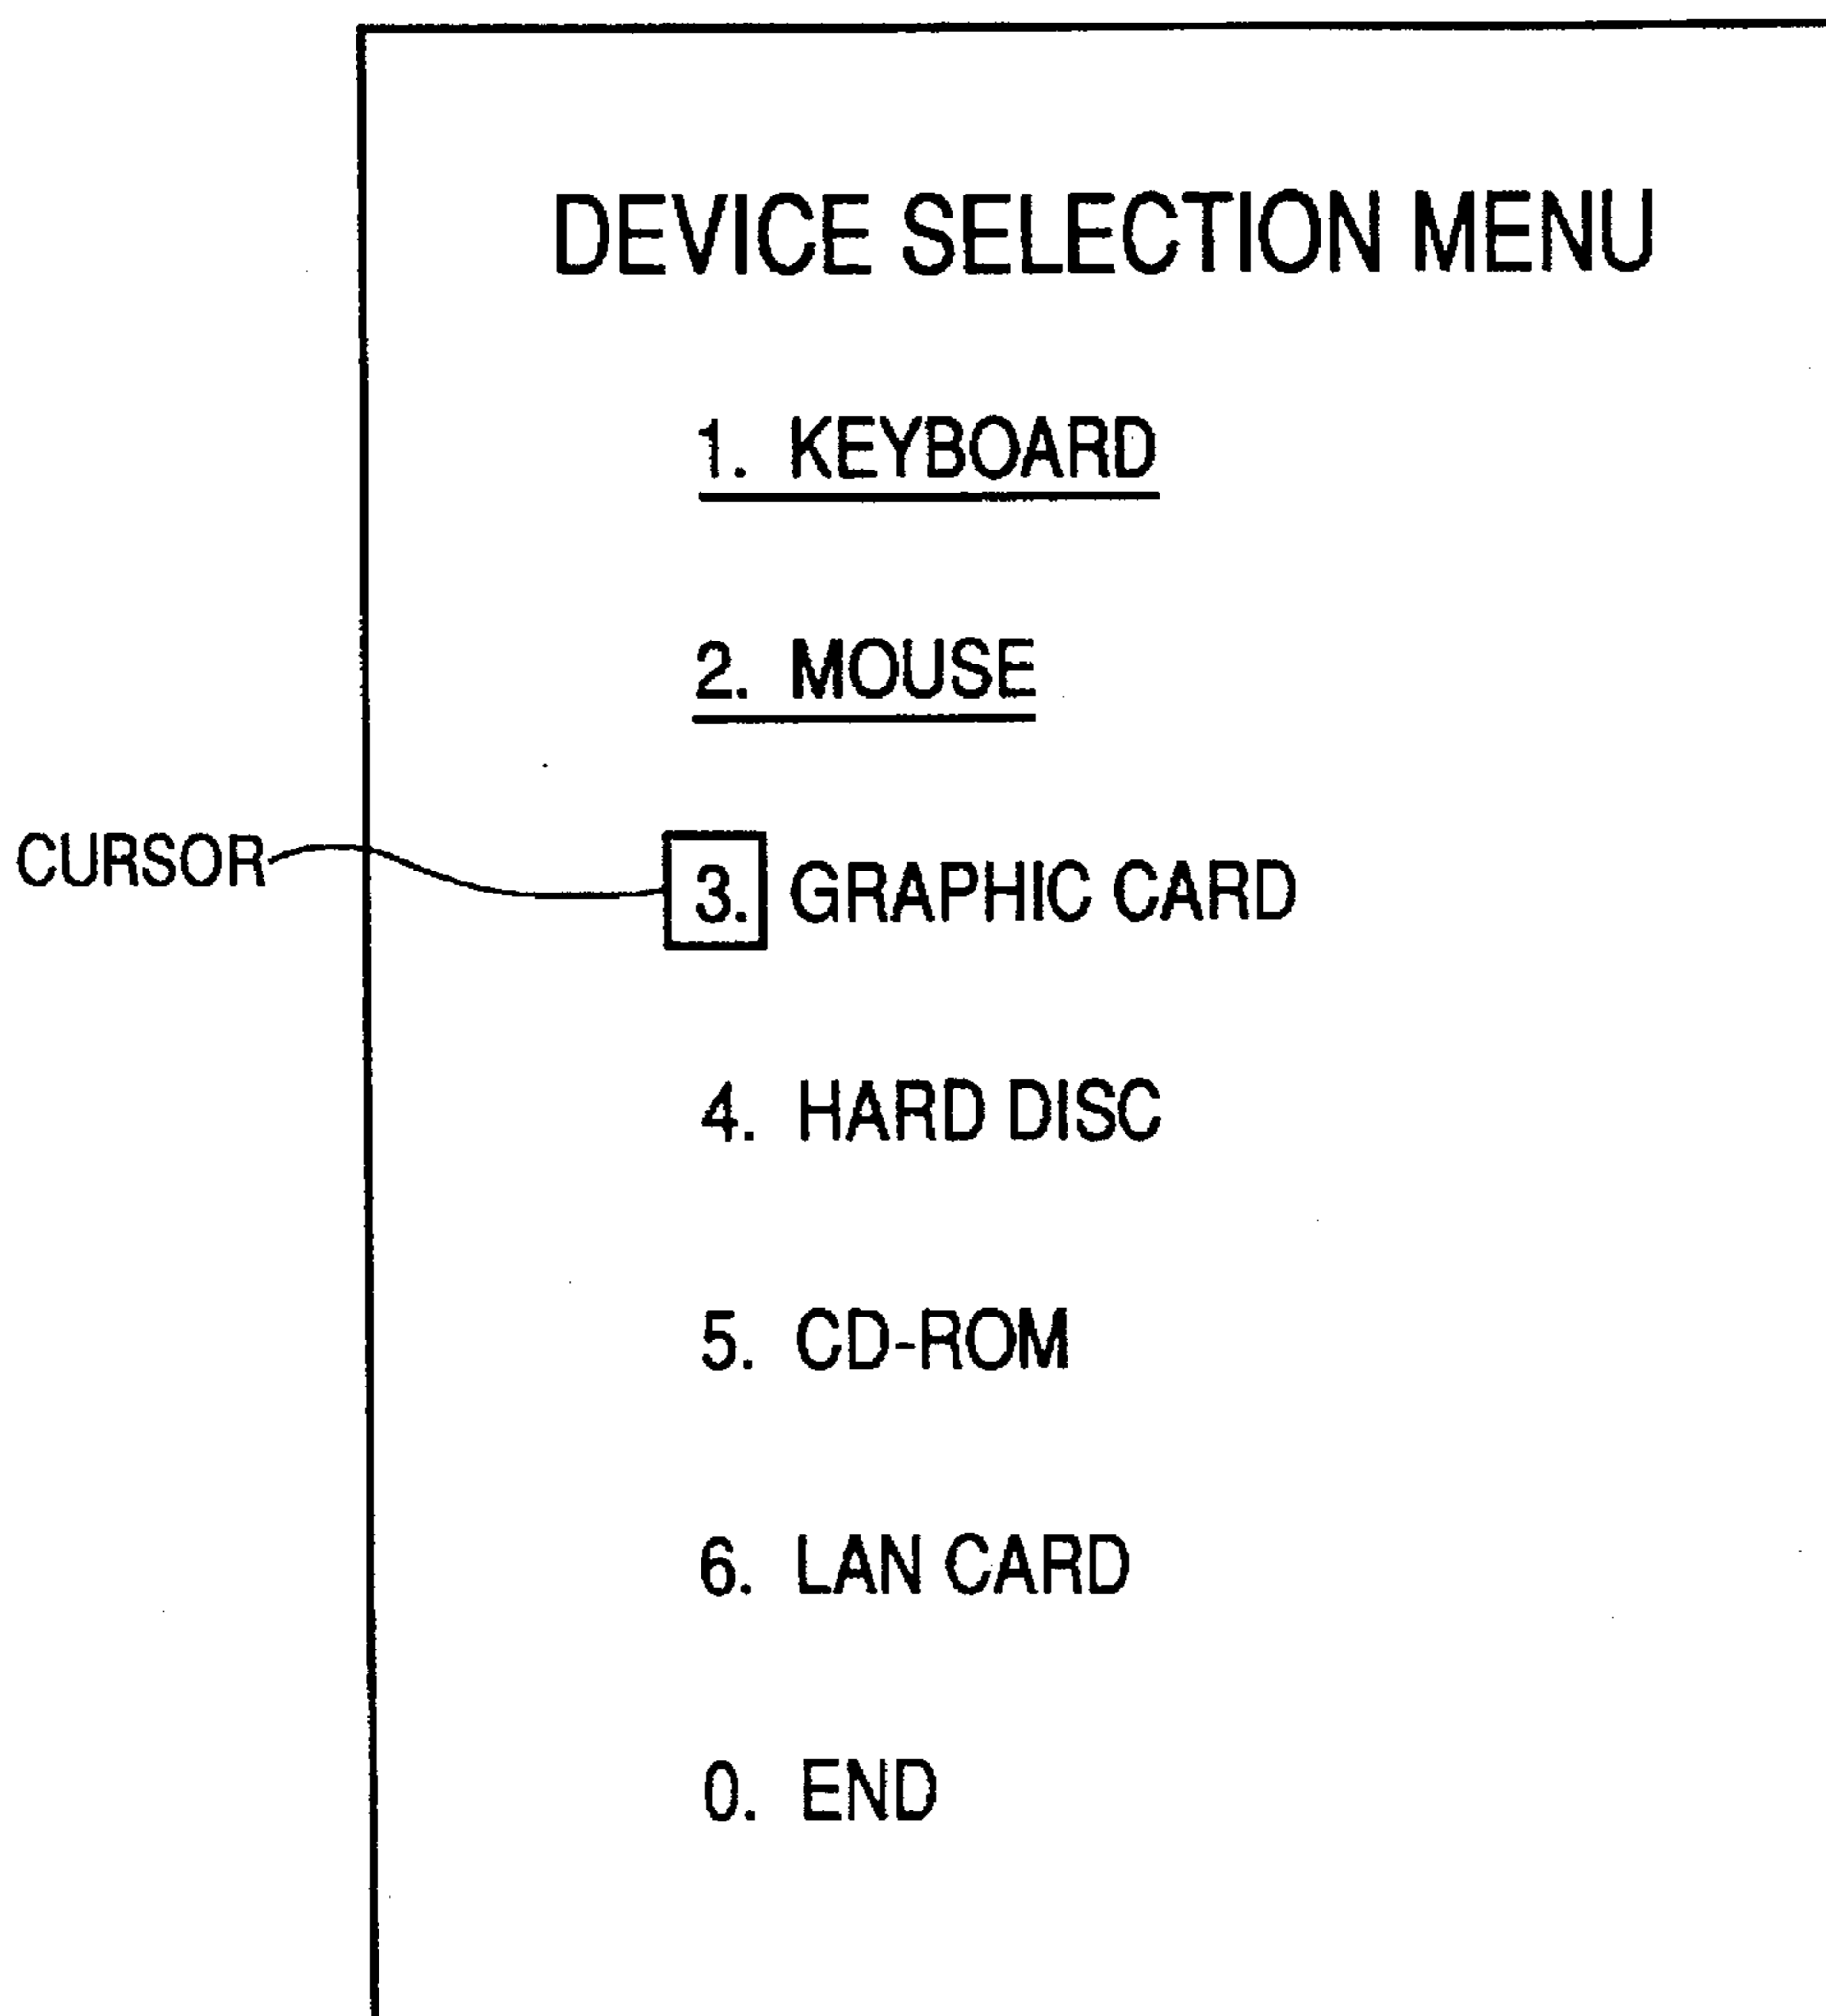 DEVICE SELECTION MENU
1. KEYBOARD
2. MOUSE
CURSOR
3. GRAPHIC CARD
4. HARD DISC
5. CD-ROM
6. LAN CARD
0. END